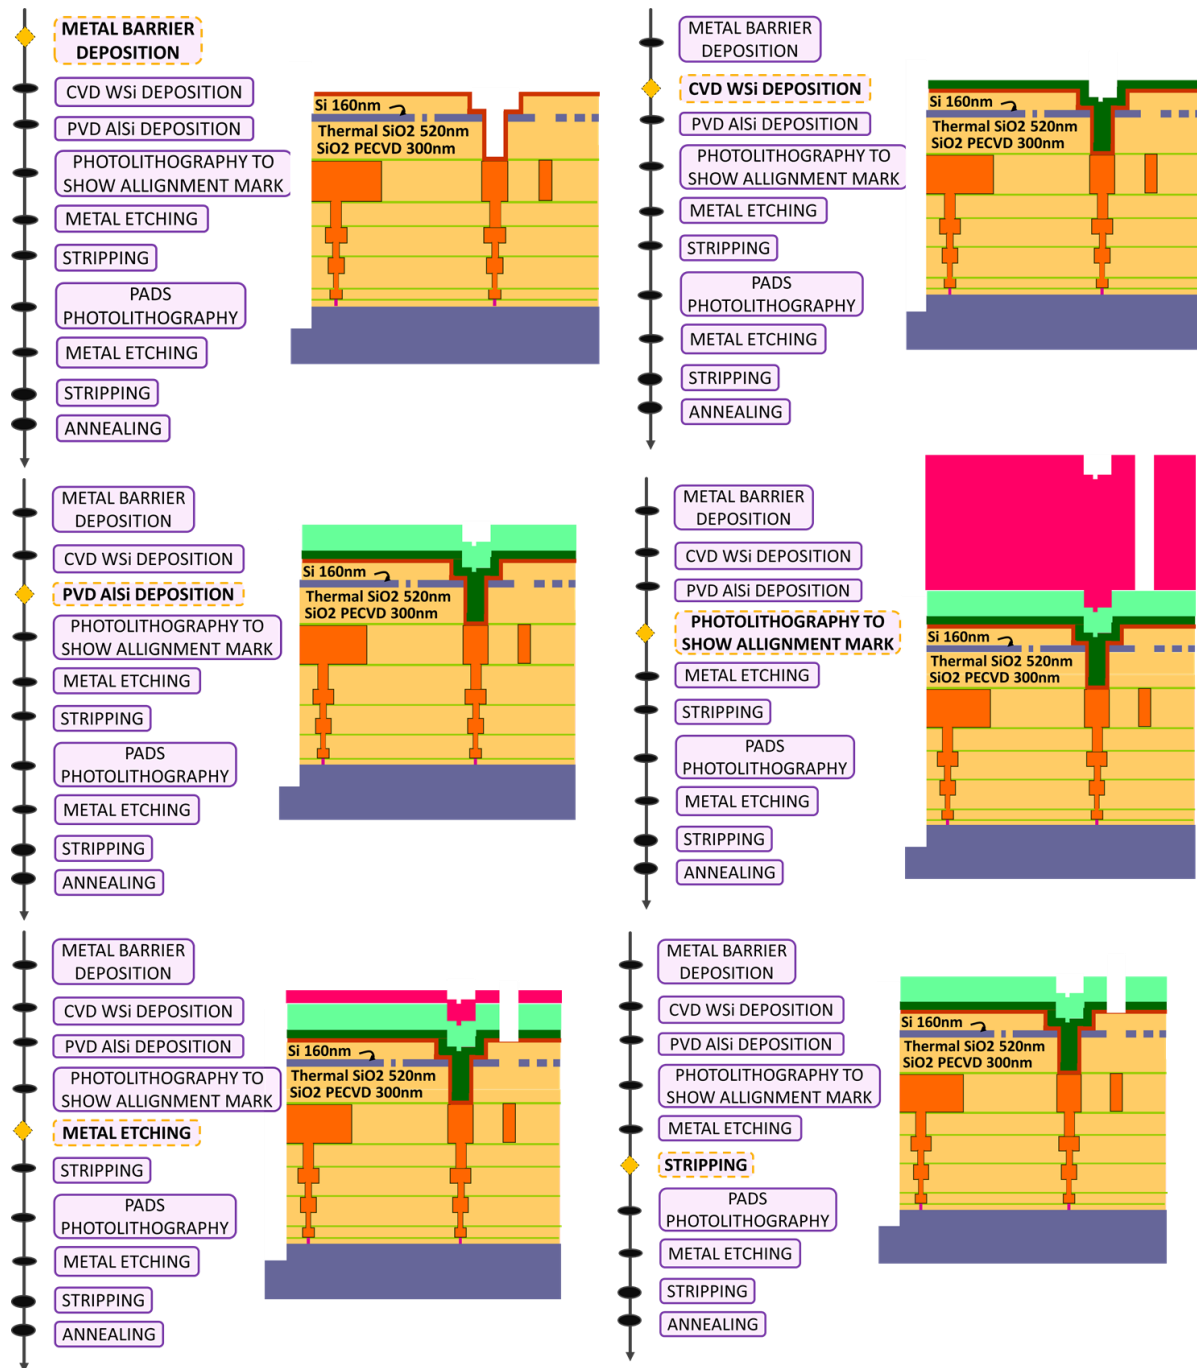 METAL BARRIER
DEPOSITION
CVD WSi DEPOSITION
PVD AlSi DEPOSITION
PHOTOLITHOGRAPHY TO
SHOW ALLIGNMENT MARK
METAL ETCHING
STRIPPING
PADS
PHOTOLITHOGRAPHY
METAL ETCHING
STRIPPING
ANNEALING
Si 160nm
Thermal SiO2 520nm
SiO2 PECVD 300nm
METAL BARRIER
DEPOSITION
CVD WSi DEPOSITION
PVD AlSi DEPOSITION
PHOTOLITHOGRAPHY TO
SHOW ALLIGNMENT MARK
METAL ETCHING
STRIPPING
PADS
PHOTOLITHOGRAPHY
METAL ETCHING
STRIPPING
ANNEALING
Si 160nm
Thermal SiO2 520nm
SiO2 PECVD 300nm
METAL BARRIER
DEPOSITION
CVD WSi DEPOSITION
PVD AlSi DEPOSITION
PHOTOLITHOGRAPHY TO
SHOW ALLIGNMENT MARK
METAL ETCHING
STRIPPING
PADS
PHOTOLITHOGRAPHY
METAL ETCHING
STRIPPING
ANNEALING
Si 160nm
Thermal SiO2 520nm
SiO2 PECVD 300nm
METAL BARRIER
DEPOSITION
CVD WSi DEPOSITION
PVD AlSi DEPOSITION
PHOTOLITHOGRAPHY TO
SHOW ALLIGNMENT MARK
METAL ETCHING
STRIPPING
PADS
PHOTOLITHOGRAPHY
METAL ETCHING
STRIPPING
ANNEALING
Si 160nm
Thermal SiO2 520nm
SiO2 PECVD 300nm
METAL BARRIER
DEPOSITION
CVD WSi DEPOSITION
PVD AlSi DEPOSITION
PHOTOLITHOGRAPHY TO
SHOW ALLIGNMENT MARK
METAL ETCHING
STRIPPING
PADS
PHOTOLITHOGRAPHY
METAL ETCHING
STRIPPING
ANNEALING
Si 160nm
Thermal SiO2 520nm
SiO2 PECVD 300nm
METAL BARRIER
DEPOSITION
CVD WSi DEPOSITION
PVD AlSi DEPOSITION
PHOTOLITHOGRAPHY TO
SHOW ALLIGNMENT MARK
METAL ETCHING
STRIPPING
PADS
PHOTOLITHOGRAPHY
METAL ETCHING
STRIPPING
ANNEALING
Si 160nm
Thermal SiO2 520nm
SiO2 PECVD 300nm